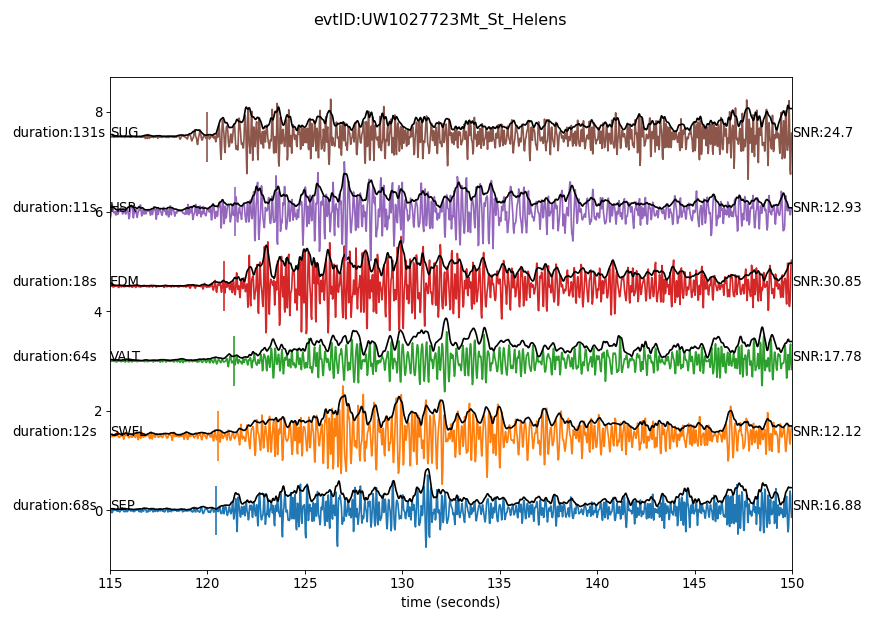 evtID:UW1027723Mt_St_Helens
8
duration:131s SUG SNR:24.7
duration:11s HSR SNR:12.93
6
duration:18s EDM SNR:30.85
4
duration:64s VALT SNR:17.78
2
duration:12s SWFL SNR:12.12
duration:68s SEP SNR:16.88
0
115 120 125 130 135 140 145 150
time (seconds)